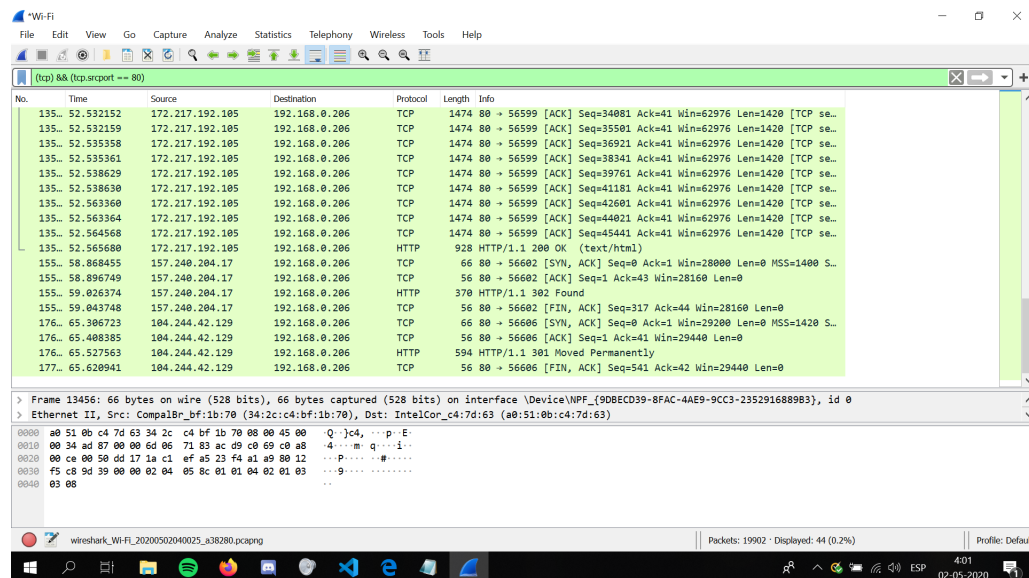 *Wi-Fi
File Edit View Go Capture Analyze Statistics Telephony Wireless Tools Help
(tcp) && (tcp.srcport == 80)
No. Time Source Destination Protocol Length Info
135… 52.532152 172.217.192.105 192.168.0.206 TCP 1474 80 → 56599 [ACK] Seq=34081 Ack=41 Win=62976 Len=1420 [TCP se…
135… 52.532159 172.217.192.105 192.168.0.206 TCP 1474 80 → 56599 [ACK] Seq=35501 Ack=41 Win=62976 Len=1420 [TCP se…
135… 52.535358 172.217.192.105 192.168.0.206 TCP 1474 80 → 56599 [ACK] Seq=36921 Ack=41 Win=62976 Len=1420 [TCP se…
135… 52.535361 172.217.192.105 192.168.0.206 TCP 1474 80 → 56599 [ACK] Seq=38341 Ack=41 Win=62976 Len=1420 [TCP se…
135… 52.538629 172.217.192.105 192.168.0.206 TCP 1474 80 → 56599 [ACK] Seq=39761 Ack=41 Win=62976 Len=1420 [TCP se…
135… 52.538630 172.217.192.105 192.168.0.206 TCP 1474 80 → 56599 [ACK] Seq=41181 Ack=41 Win=62976 Len=1420 [TCP se…
135… 52.563360 172.217.192.105 192.168.0.206 TCP 1474 80 → 56599 [ACK] Seq=42601 Ack=41 Win=62976 Len=1420 [TCP se…
135… 52.563364 172.217.192.105 192.168.0.206 TCP 1474 80 → 56599 [ACK] Seq=44021 Ack=41 Win=62976 Len=1420 [TCP se…
135… 52.564568 172.217.192.105 192.168.0.206 TCP 1474 80 → 56599 [ACK] Seq=45441 Ack=41 Win=62976 Len=1420 [TCP se…
135… 52.565680 172.217.192.105 192.168.0.206 HTTP 928 HTTP/1.1 200 OK (text/html)
155… 58.868455 157.240.204.17 192.168.0.206 TCP 66 80 → 56602 [SYN, ACK] Seq=0 Ack=1 Win=28000 Len=0 MSS=1400 S…
155… 58.896749 157.240.204.17 192.168.0.206 TCP 56 80 → 56602 [ACK] Seq=1 Ack=43 Win=28160 Len=0
155… 59.026374 157.240.204.17 192.168.0.206 HTTP 370 HTTP/1.1 302 Found
155… 59.043748 157.240.204.17 192.168.0.206 TCP 56 80 → 56602 [FIN, ACK] Seq=317 Ack=44 Win=28160 Len=0
176… 65.306723 104.244.42.129 192.168.0.206 TCP 66 80 → 56606 [SYN, ACK] Seq=0 Ack=1 Win=29200 Len=0 MSS=1420 S…
176… 65.408385 104.244.42.129 192.168.0.206 TCP 56 80 → 56606 [ACK] Seq=1 Ack=41 Win=29440 Len=0
176… 65.527563 104.244.42.129 192.168.0.206 HTTP 594 HTTP/1.1 301 Moved Permanently
177… 65.620941 104.244.42.129 192.168.0.206 TCP 56 80 → 56606 [FIN, ACK] Seq=541 Ack=42 Win=29440 Len=0
> Frame 13456: 66 bytes on wire (528 bits), 66 bytes captured (528 bits) on interface \Device\NPF_{9DBECD39-8FAC-4AE9-9CC3-2352916889B3}, id 0
> Ethernet II, Src: CompalBr_bf:1b:70 (34:2c:c4:bf:1b:70), Dst: IntelCor_c4:7d:63 (a0:51:0b:c4:7d:63)
0000 a0 51 0b c4 7d 63 34 2c c4 bf 1b 70 08 00 45 00 ·Q··}c4, ···p··E·
0010 00 34 ad 87 00 00 6d 06 71 83 ac d9 c0 69 c0 a8 ·4····m· q····i··
0020 00 ce 00 50 dd 17 1a c1 ef a5 23 f4 a1 a9 80 12 ···P···· ··#·····
0030 f5 c8 9d 39 00 00 02 04 05 8c 01 01 04 02 01 03 ···9···· ········
0040 03 08 ··
wireshark_Wi-Fi_20200502040025_a38280.pcapng Packets: 19902 · Displayed: 44 (0.2%) Profile: Defau
ESP 4:01
02-05-2020
1